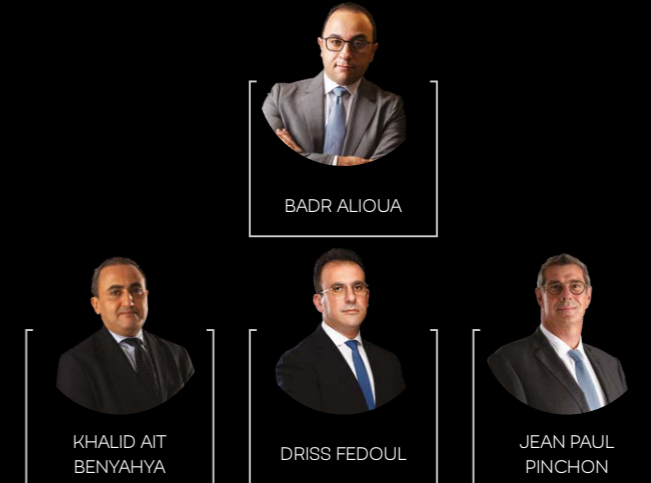 BADR ALIOUA
KHALID AIT
BENYAHYA
DRISS FEDOUL
JEAN PAUL
PINCHON